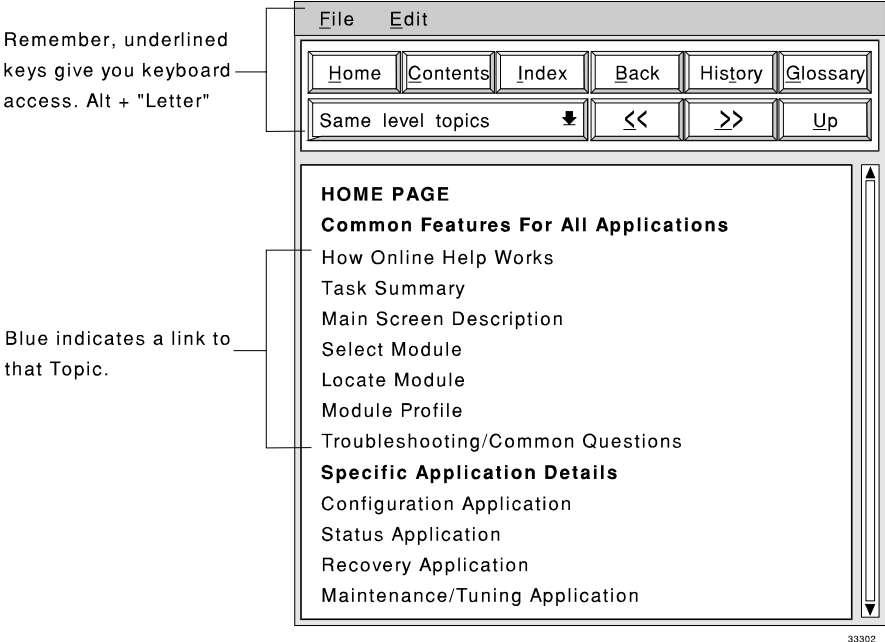 File Edit
Remember, underlined
keys give you keyboard
access. Alt + "Letter"
Home Contents Index Back History Glossary
Same level topics << >> Up
HOME PAGE
Common Features For All Applications
How Online Help Works
Task Summary
Main Screen Description
Select Module
Locate Module
Module Profile
Troubleshooting/Common Questions
Blue indicates a link to
that Topic.
Specific Application Details
Configuration Application
Status Application
Recovery Application
Maintenance/Tuning Application
33302